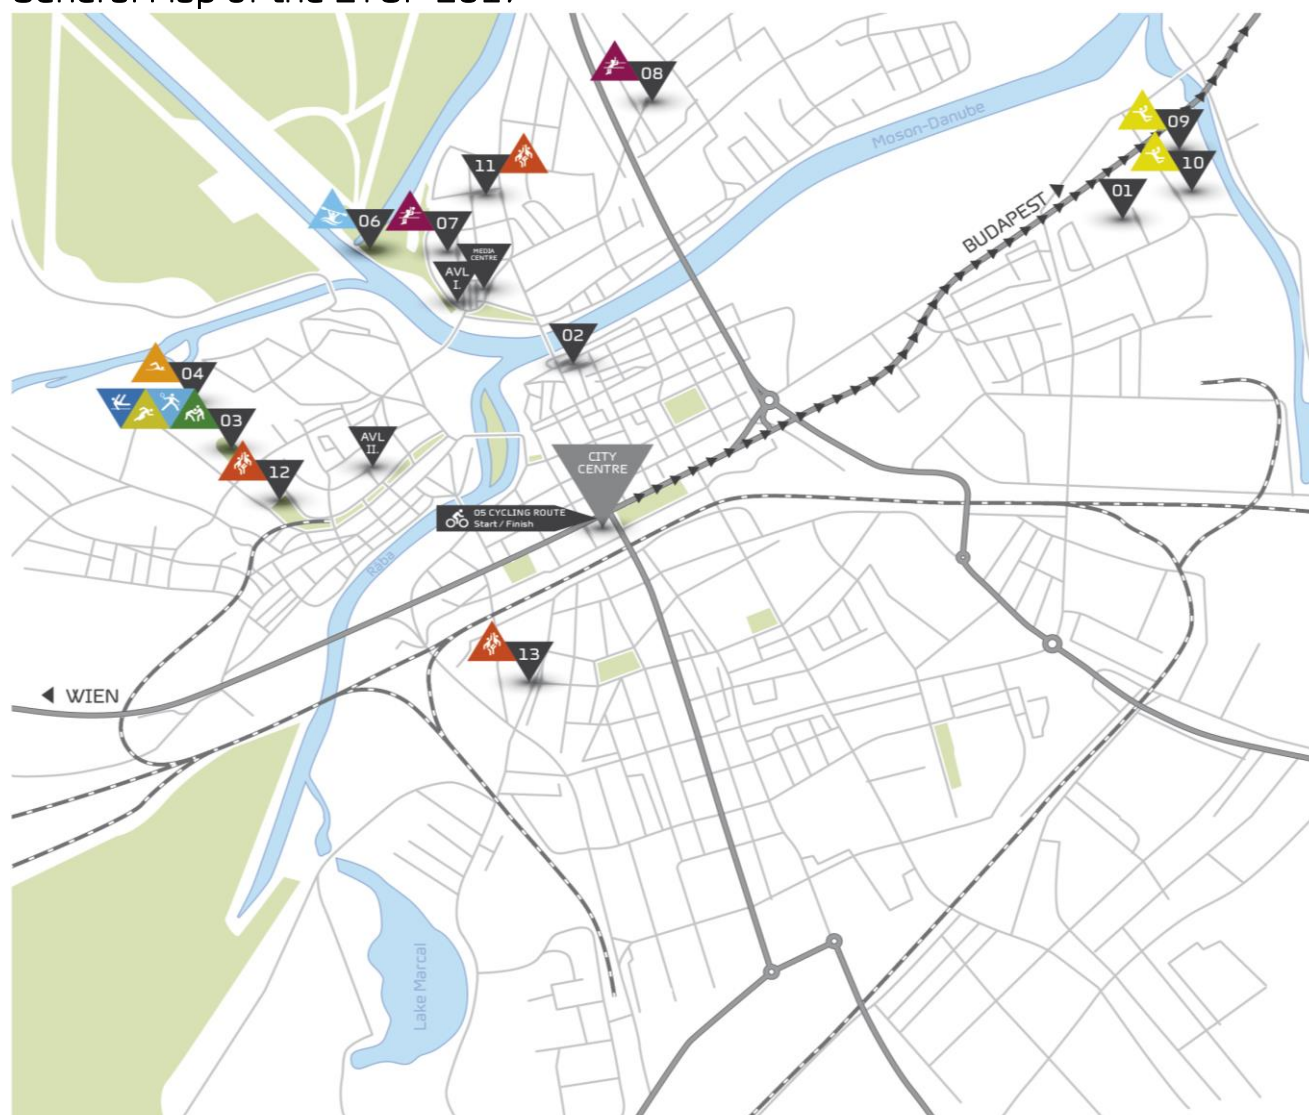 General Map of the EYOF 2017
08
Moson-Danube
09
10
01
BUDAPEST
11
06
07
MEDIA
CENTRE
AVL
I.
02
04
03
12
AVL
II.
CITY
CENTRE
05 CYCLING ROUTE
Start / Finish
Rába
13
WIEN
Lake Marcal